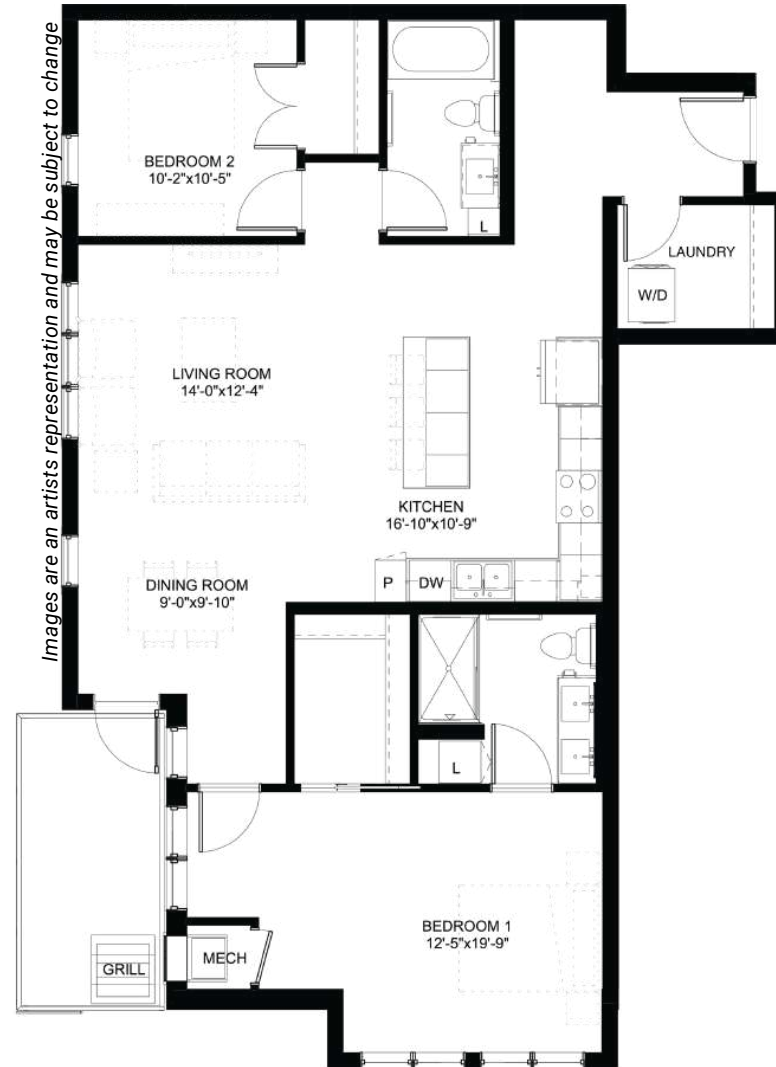 Images are an artists representation and may be subject to change
BEDROOM 2
10'-2"x10'-5"
L
LAUNDRY
W/D
LIVING ROOM
14'-0"x12'-4"
KITCHEN
16'-10"x10'-9"
P
DW
DINING ROOM
9'-0"x9'-10"
L
BEDROOM 1
12'-5"x19'-9"
MECH
GRILL